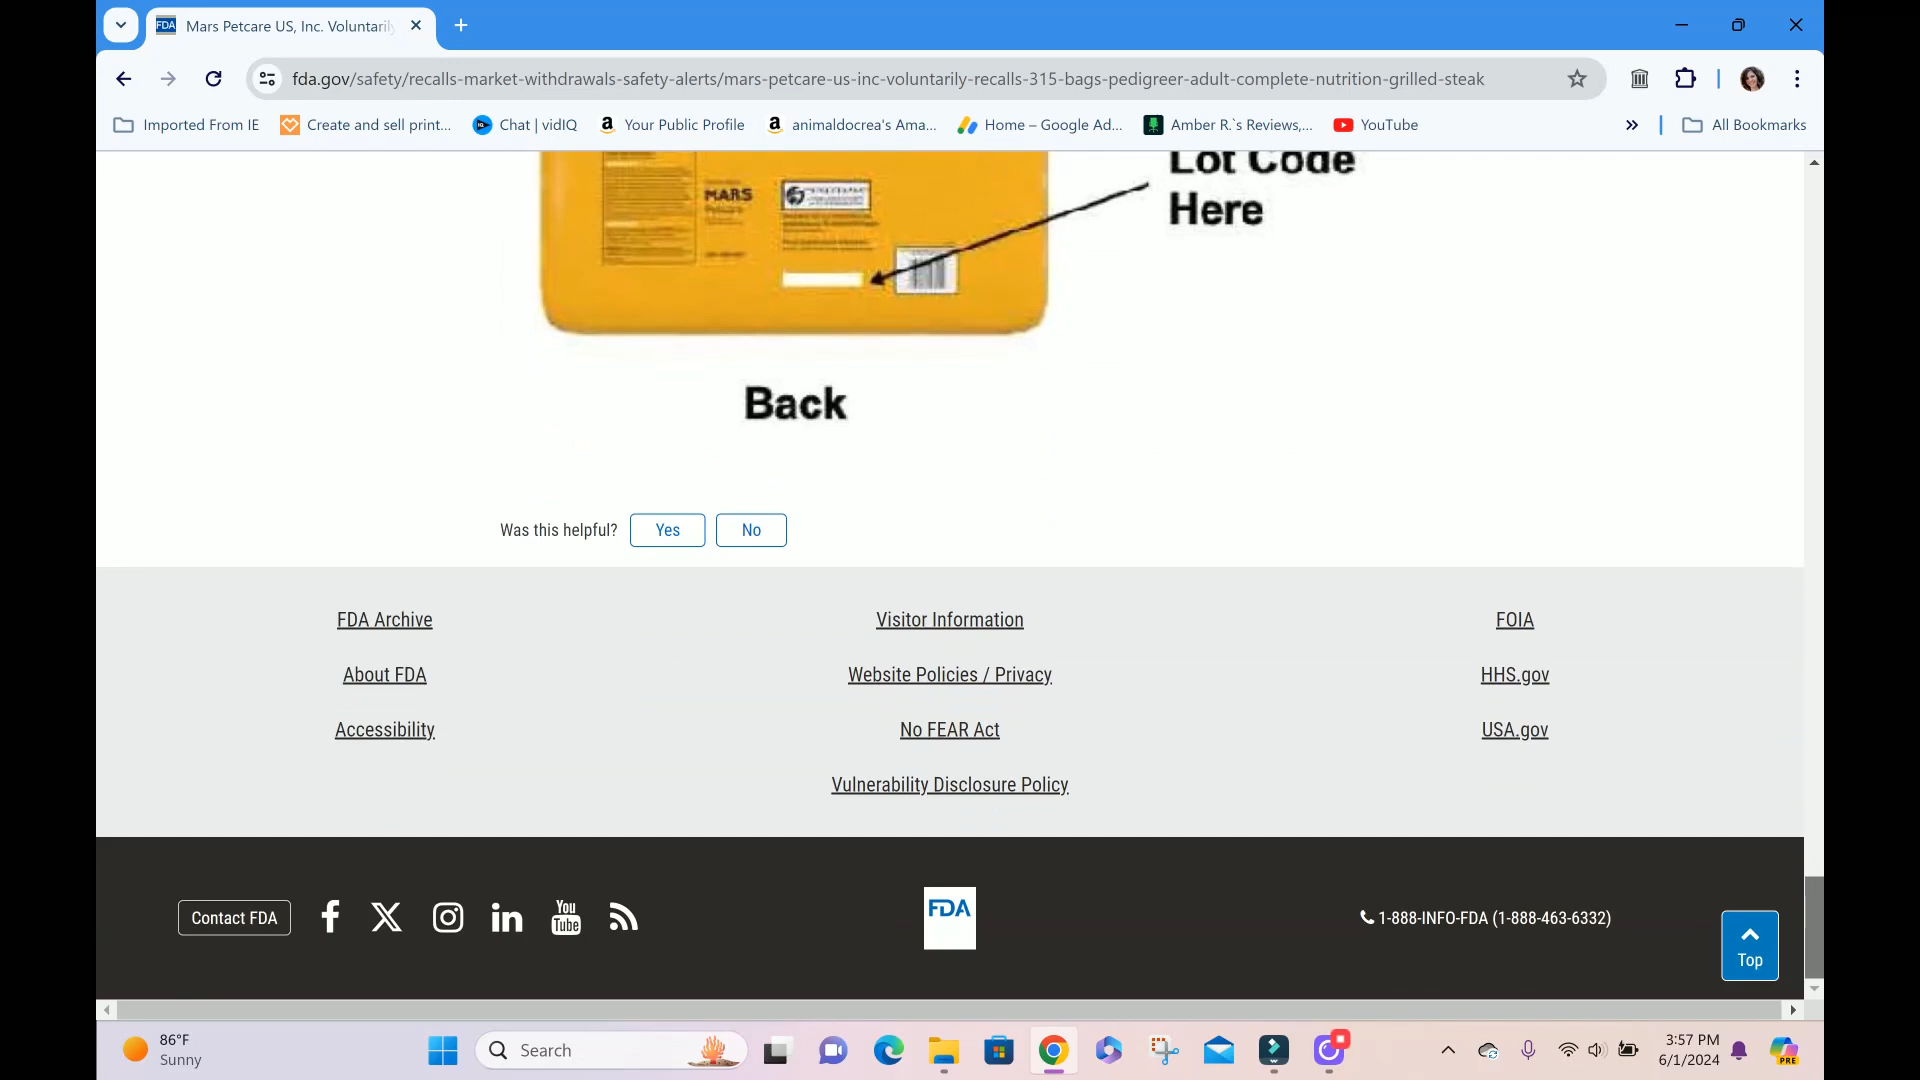 FDA
Mars Petcare US, Inc. Voluntaril
fda.gov/safety/recalls-market-withdrawals-safety-alerts/mars-petcare-us-inc-voluntarily-recalls-315-bags-pedigreer-adult-complete-nutrition-grilled-steak
Imported From IE
Create and sell print...
Chat | vidIQ
Your Public Profile
animaldocrea's Ama...
Home – Google Ad...
Amber R.`s Reviews,...
YouTube
All Bookmarks
Lot Code
Here
MARS
Back
Was this helpful?
Yes
No
FDA Archive
Visitor Information
FOIA
About FDA
Website Policies / Privacy
HHS.gov
Accessibility
No FEAR Act
USA.gov
Vulnerability Disclosure Policy
Contact FDA
You
Tube
FDA
1-888-INFO-FDA (1-888-463-6332)
Top
86°F
Sunny
Search
3:57 PM
6/1/2024
PRE